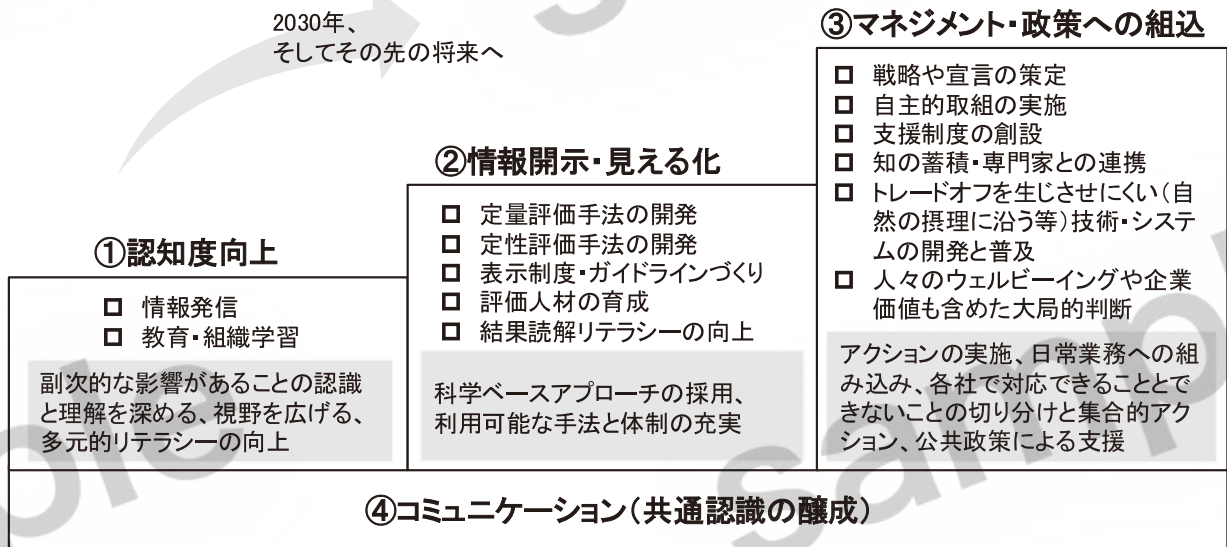 2030年、
そしてその先の将来へ
①認知度向上
□ 情報発信
□ 教育・組織学習
副次的な影響があることの認識
と理解を深める、視野を広げる、
多元的リテラシーの向上
②情報開示・見える化
□ 定量評価手法の開発
□ 定性評価手法の開発
□ 表示制度・ガイドラインづくり
□ 評価人材の育成
□ 結果読解リテラシーの向上
科学ベースアプローチの採用、
利用可能な手法と体制の充実
③マネジメント・政策への組込
□ 戦略や宣言の策定
□ 自主的取組の実施
□ 支援制度の創設
□ 知の蓄積・専門家との連携
□ トレードオフを生じさせにくい（自
然の摂理に沿う等）技術・システ
ムの開発と普及
□ 人々のウェルビーイングや企業
価値も含めた大局的判断
アクションの実施、日常業務への組
み込み、各社で対応できることとで
きないことの切り分けと集合的アク
ション、公共政策による支援
④コミュニケーション（共通認識の醸成）
ple
sampl